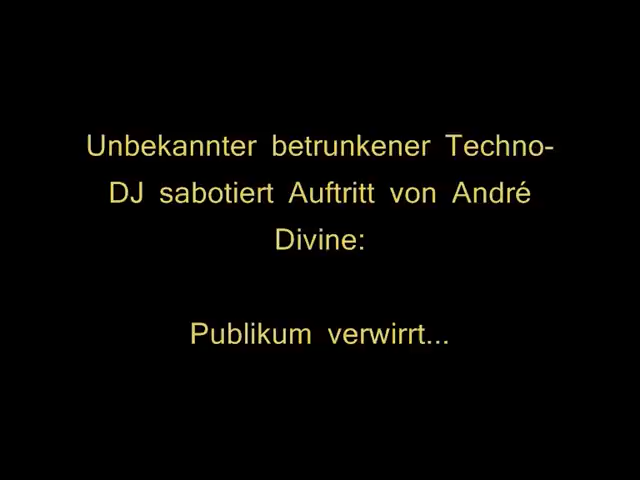 Unbekannter betrunkener Techno-
DJ sabotiert Auftritt von André
Divine:
Publikum verwirrt...